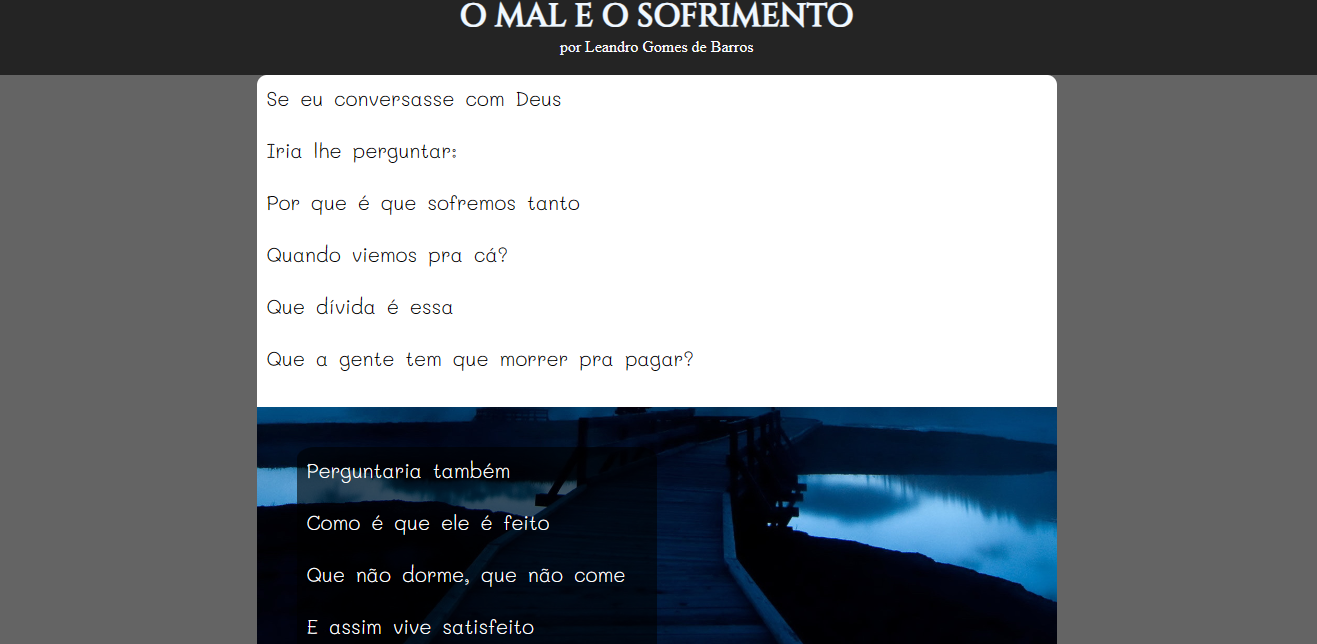 O MAL E O SOFRIMENTO
por Leandro Gomes de Barros
Se eu conversasse com Deus
Iria lhe perguntar:
Por que é que sofremos tanto
Quando viemos pra cá?
Que dívida é essa
Que a gente tem que morrer pra pagar?
Perguntaria também
Como é que ele é feito
Que não dorme, que não come
E assim vive satisfeito